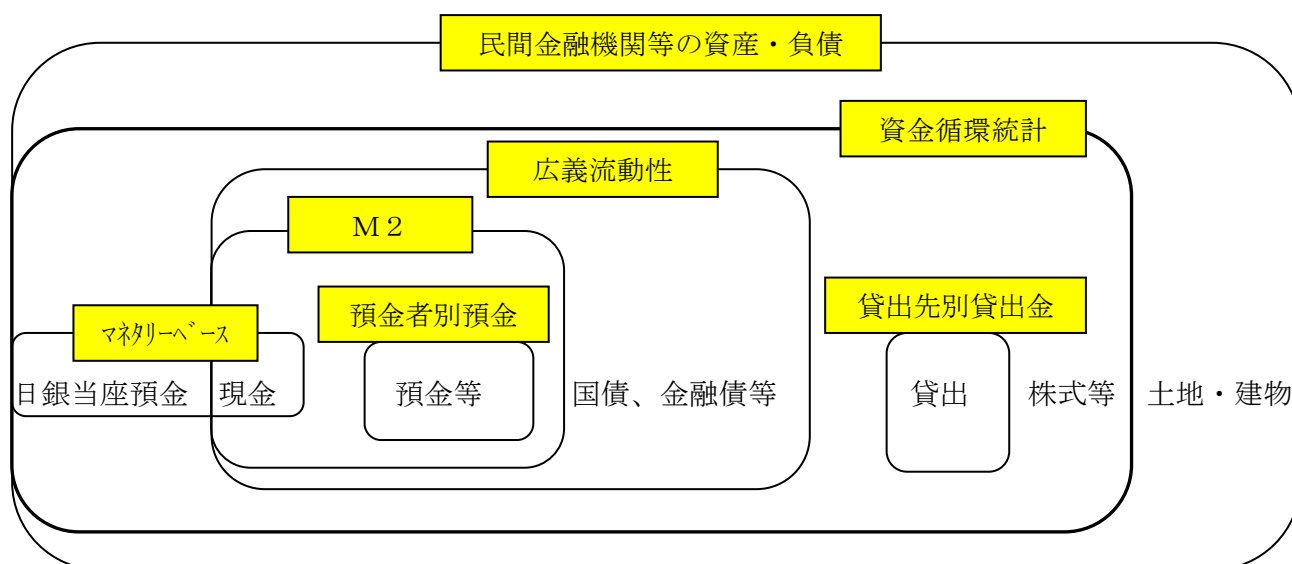 民間金融機関等の資産・負債
資金循環統計
広義流動性
M2
預金者別預金
貸出先別貸出金
ﾏﾈﾀﾘｰﾍﾞｰｽ
日銀当座預金 現金 預金等 国債、金融債等 貸出 株式等 土地・建物